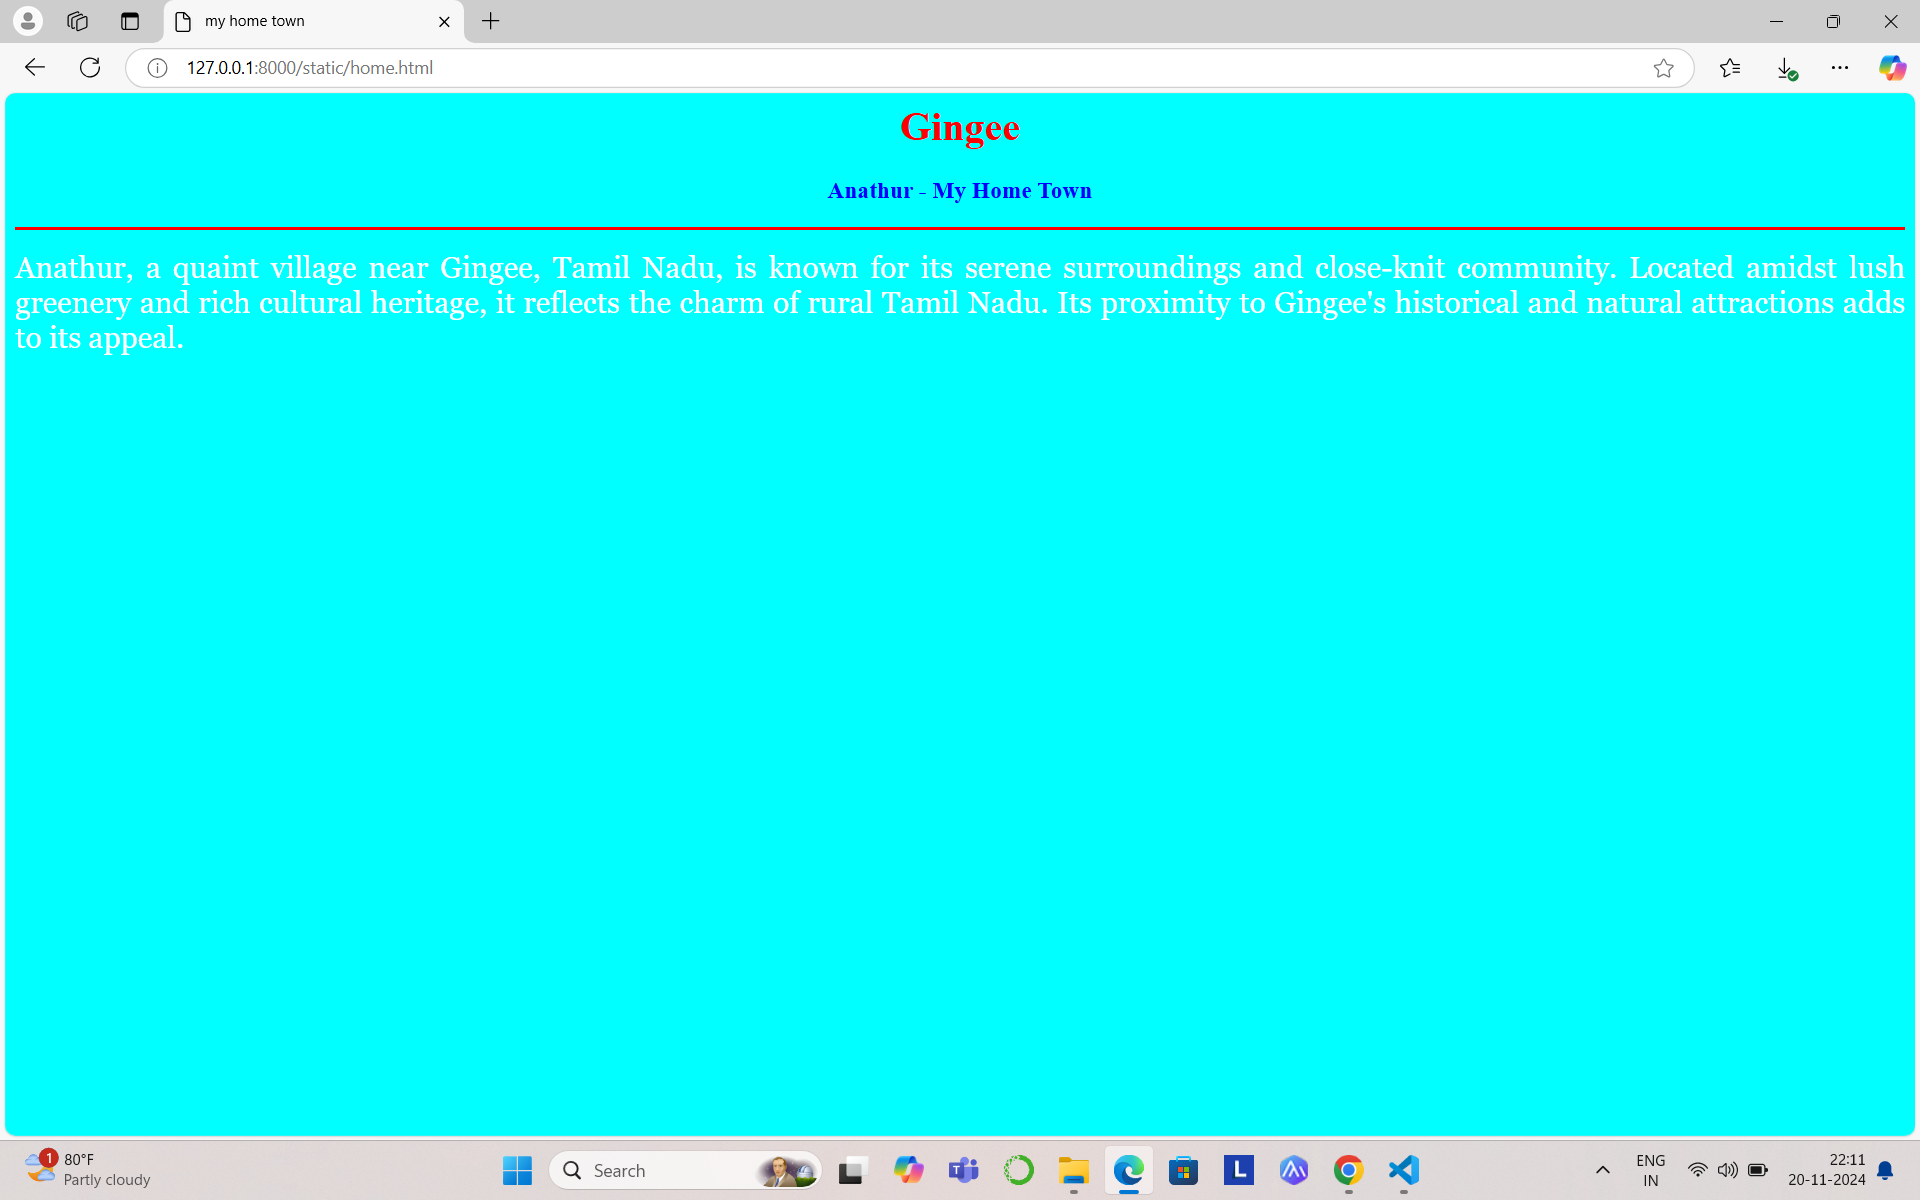 my home town
127.0.0.1:8000/static/home.html
Gingee
Anathur - My Home Town
Anathur, a quaint village near Gingee, Tamil Nadu, is known for its serene surroundings and close-knit community. Located amidst lush
greenery and rich cultural heritage, it reflects the charm of rural Tamil Nadu. Its proximity to Gingee's historical and natural attractions adds
to its appeal.
1
80°F
Partly cloudy
Search
T
L
ENG
IN
22:11
20-11-2024